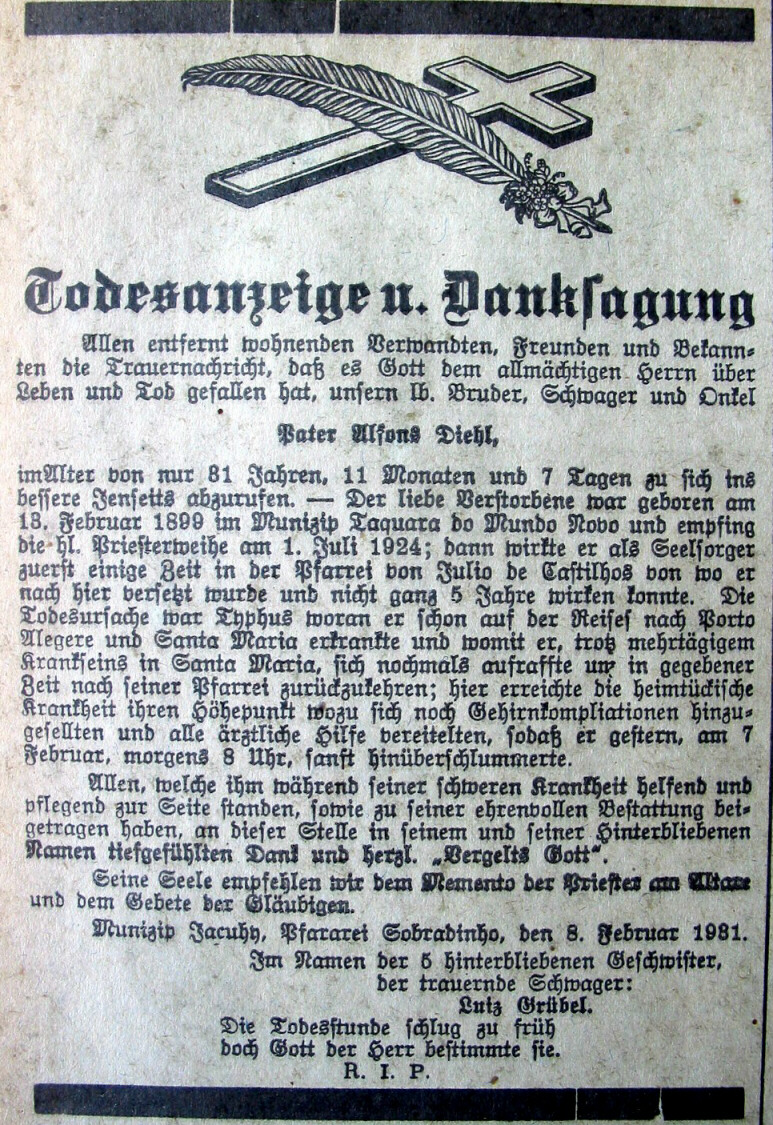 Todesanzeige u. Danksagung
Allen entfernt wohnenden Verwandten, Freunden und Bekann-
ten die Trauernachricht, daß es Gott dem allmächtigen Herrn über
Leben und Tod gefallen hat, unsern lb. Bruder, Schwager und Onkel
Pater Alfons Diehl,
imAlter von nur 31 Jahren, 11 Monaten und 7 Tagen zu sich ins
bessere Jenseits abzurufen. — Der liebe Verstorbene war geboren am
13. Februar 1899 im Munizip Taquara do Mundo Novo und empfing
die hl. Priesterweihe am 1. Juli 1924; dann wirkte er als Seelsorger
zuerst einige Zeit in der Pfarrei von Julio de Castilhos von wo er
nach hier versetzt wurde und nicht ganz 5 Jahre wirken konnte. Die
Todesursache war Typhus woran er schon auf der Reisef nach Porto
Alegere und Santa Maria erkrankte und womit er, trotz mehrtägigem
Krankseins in Santa Maria, sich nochmals aufraffte um in gegebener
Zeit nach seiner Pfarrei zurückzukehren; hier erreichte die heimtückische
Krankheit ihren Höhepunkt wozu sich noch Gehirnkompliationen hinzu-
gesellten und alle ärztliche Hilfe vereitelten, sodaß er gestern, am 7
Februar, morgens 8 Uhr, sanft hinüberschlummerte.
Allen, welche ihm während seiner schweren Krankheit helfend und
pflegend zur Seite standen, sowie zu seiner ehrenvollen Bestattung bei-
getragen haben, an dieser Stelle in seinem und seiner Hinterbliebenen
Namen tiefgefühlten Dank und herzl. „Vergelts Gott“.
Seine Seele empfehlen wir dem Memento der Priester am Altare
und dem Gebete der Gläubigen.
Munizip Jacuhy, Pfararei Sobradinho, den 8. Februar 1931.
Im Namen der 5 hinterbliebenen Geschwister,
der trauernde Schwager:
Luiz Grübel.
Die Todesstunde schlug zu früh
doch Gott der Herr bestimmte sie.
R. I. P.